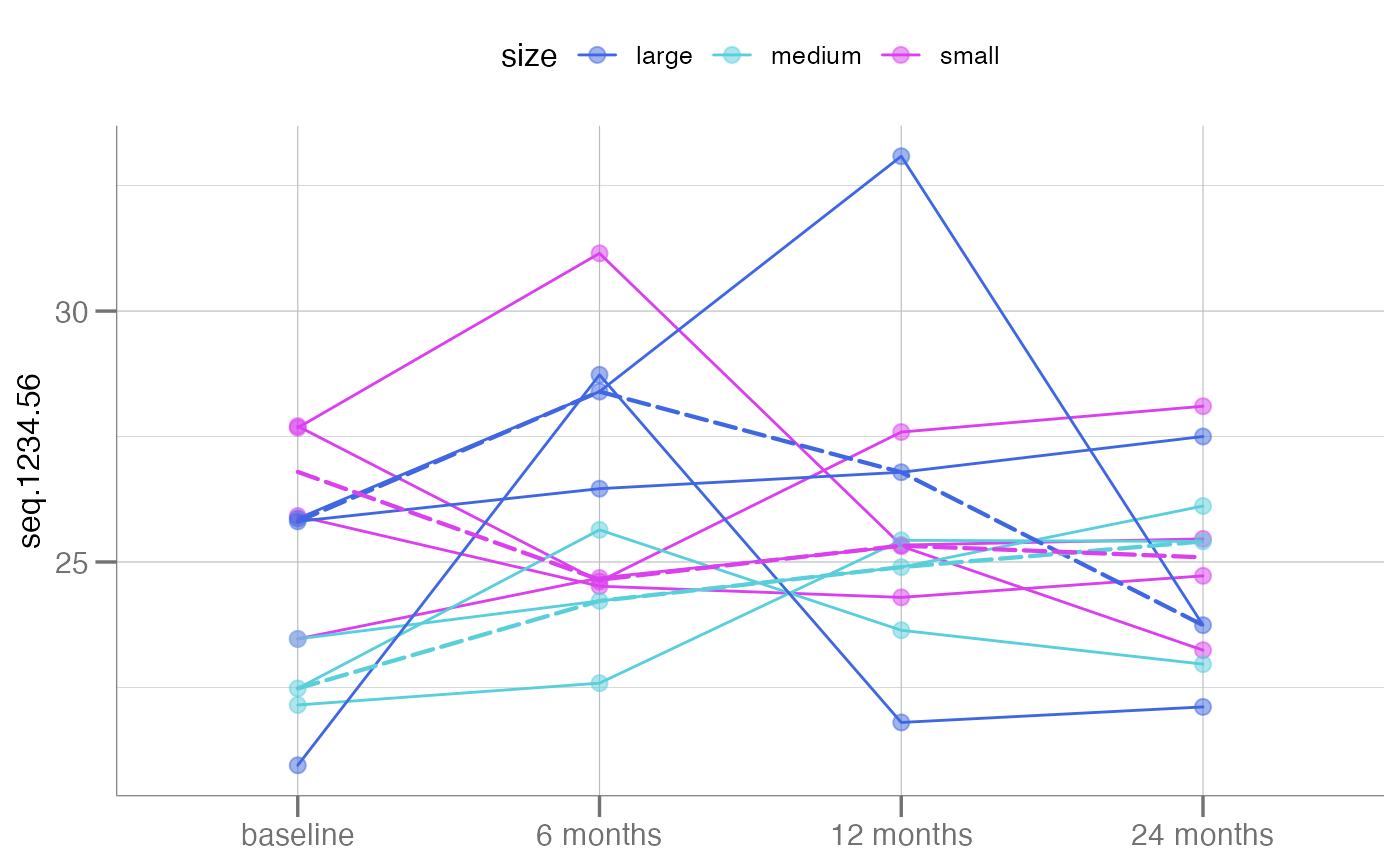 size large medium small
30
25
seq.1234.56
baseline 6 months 12 months 24 months